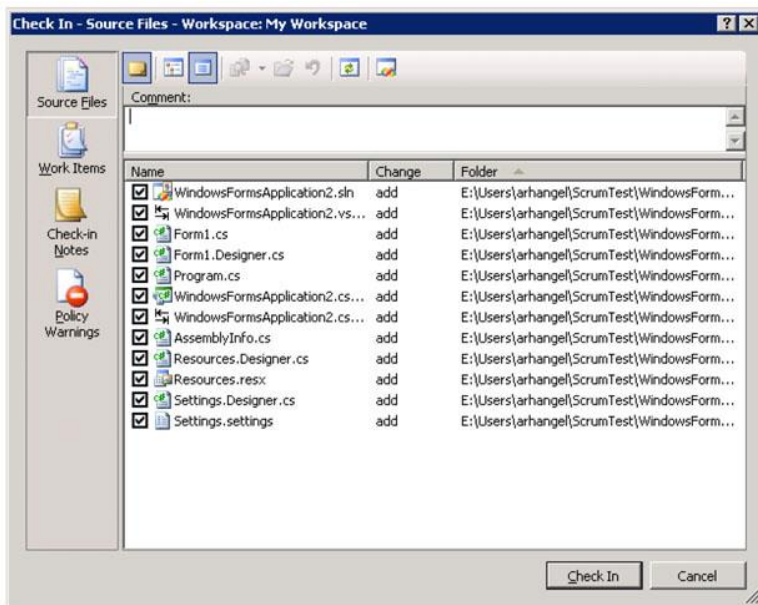 Check In - Source Files - Workspace: My Workspace
Source Files
Work Items
Check-in Notes
Policy Warnings
Comment:
Name Change Folder
WindowsFormsApplication2.sln add E:\Users\arhangel\ScrumTest\WindowsForm...
WindowsFormsApplication2.vs... add E:\Users\arhangel\ScrumTest\WindowsForm...
Form1.cs add E:\Users\arhangel\ScrumTest\WindowsForm...
Form1.Designer.cs add E:\Users\arhangel\ScrumTest\WindowsForm...
Program.cs add E:\Users\arhangel\ScrumTest\WindowsForm...
WindowsFormsApplication2.cs... add E:\Users\arhangel\ScrumTest\WindowsForm...
WindowsFormsApplication2.cs... add E:\Users\arhangel\ScrumTest\WindowsForm...
AssemblyInfo.cs add E:\Users\arhangel\ScrumTest\WindowsForm...
Resources.Designer.cs add E:\Users\arhangel\ScrumTest\WindowsForm...
Resources.resx add E:\Users\arhangel\ScrumTest\WindowsForm...
Settings.Designer.cs add E:\Users\arhangel\ScrumTest\WindowsForm...
Settings.settings add E:\Users\arhangel\ScrumTest\WindowsForm...
Check In Cancel